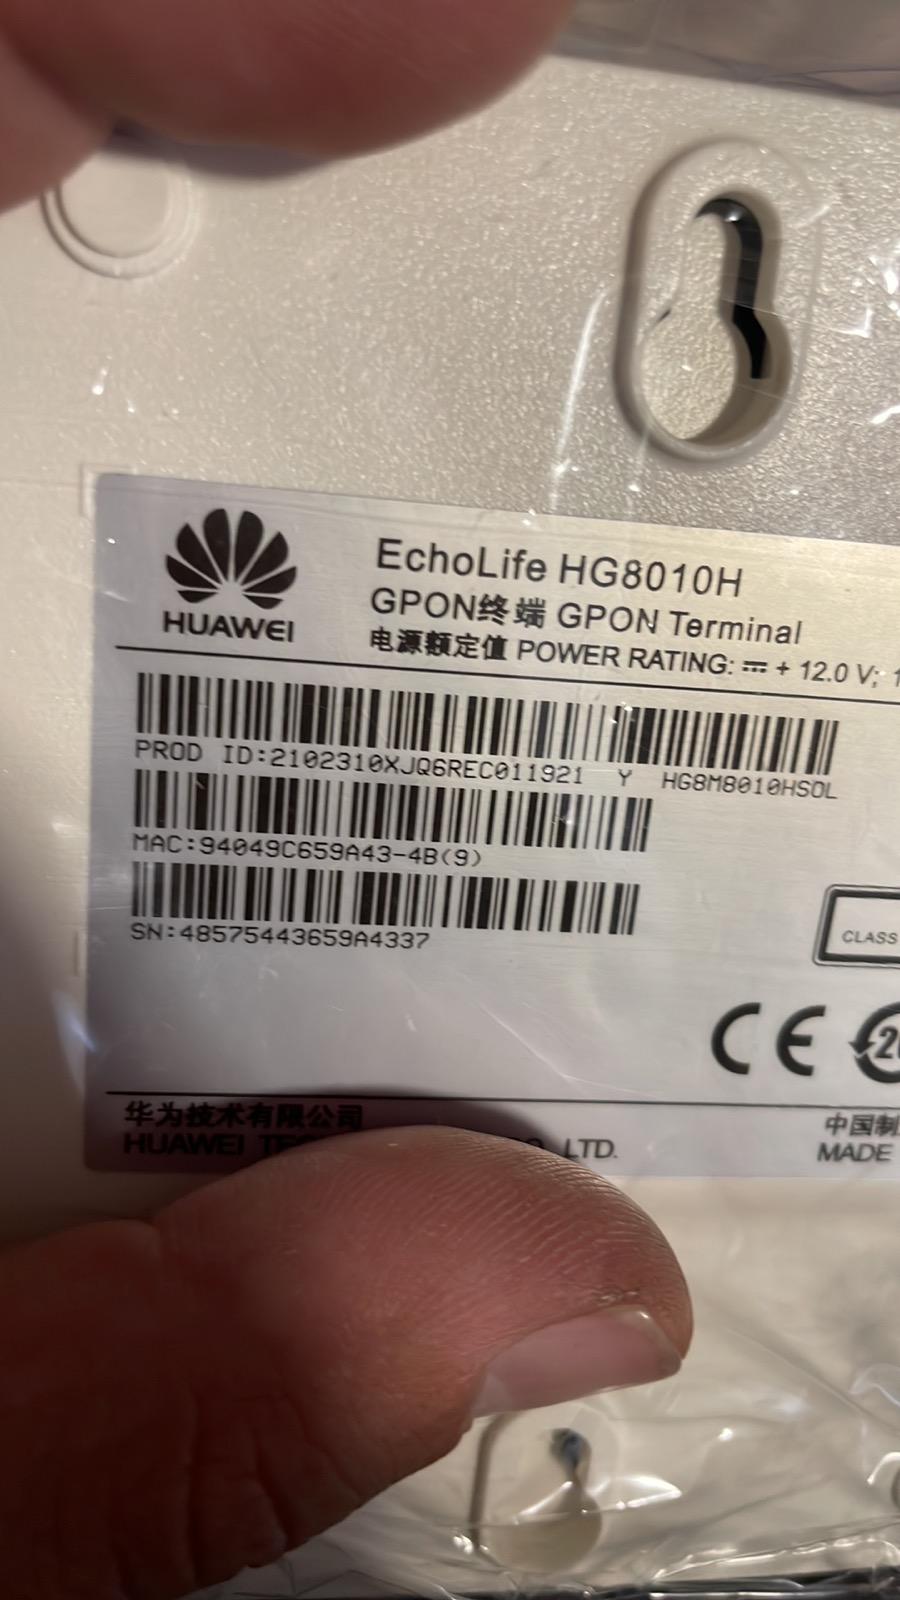 HUAWEI
EchoLife HG8010H
GPON终端 GPON Terminal
电源额定值 POWER RATING: ⎓ + 12.0 V; 1
PROD ID:2102310XJQ6REC011921 Y HG8M8010HSOL
MAC:94049C659A43-4B(9)
SN:48575443659A4337
CLASS
CE
华为技术有限公司
HUAWEI LTD.
中国制
MADE